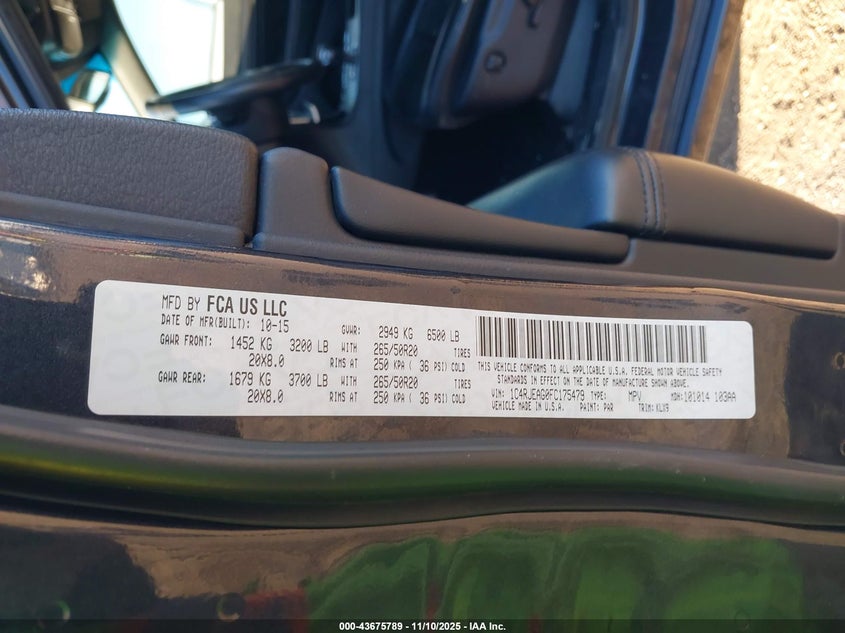 MFD BY FCA US LLC
DATE OF MFR(BUILT): 10-15 GVWR: 2949 KG 6500 LB
GAWR FRONT: 1452 KG 3200 LB WITH 265/50R20 TIRES
20X8.0 RIMS AT 250 KPA ( 36 PSI) COLD
GAWR REAR: 1679 KG 3700 LB WITH 265/50R20 TIRES
20X8.0 RIMS AT 250 KPA ( 36 PSI) COLD
THIS VEHICLE CONFORMS TO ALL APPLICABLE U.S.A. FEDERAL MOTOR VEHICLE SAFETY
STANDARDS IN EFFECT ON THE DATE OF MANUFACTURE SHOWN ABOVE.
VIN: 1C4RJEAG0FC175479 TYPE: MPV MDH: 101014 103AA
VEHICLE MADE IN U.S.A. PAINT: PAR TRIM: KLX9
000-43675789 - 11/10/2025 - IAA Inc.